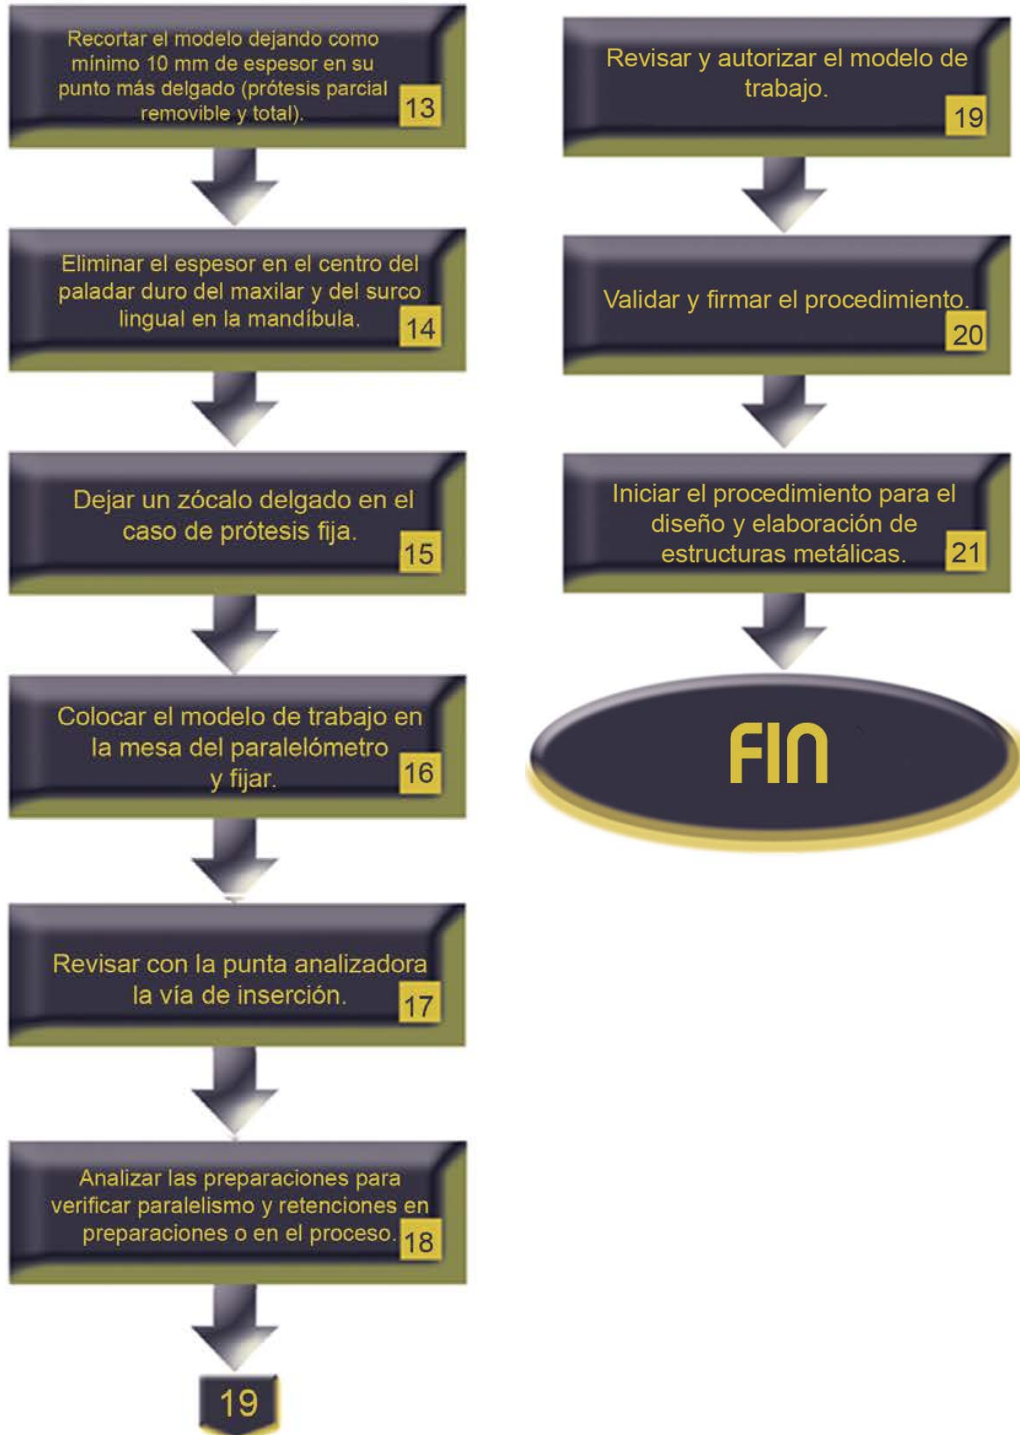 Recortar el modelo dejando como
mínimo 10 mm de espesor en su
punto más delgado (prótesis parcial
removible y total).
13
Eliminar el espesor en el centro del
paladar duro del maxilar y del surco
lingual en la mandíbula.
14
Dejar un zócalo delgado en el
caso de prótesis fija.
15
Colocar el modelo de trabajo en
la mesa del paralelómetro
y fijar.
16
Revisar con la punta analizadora
la vía de inserción.
17
Analizar las preparaciones para
verificar paralelismo y retenciones en
preparaciones o en el proceso.
18
19
Revisar y autorizar el modelo de
trabajo.
19
Validar y firmar el procedimiento.
20
Iniciar el procedimiento para el
diseño y elaboración de
estructuras metálicas.
21
FIN